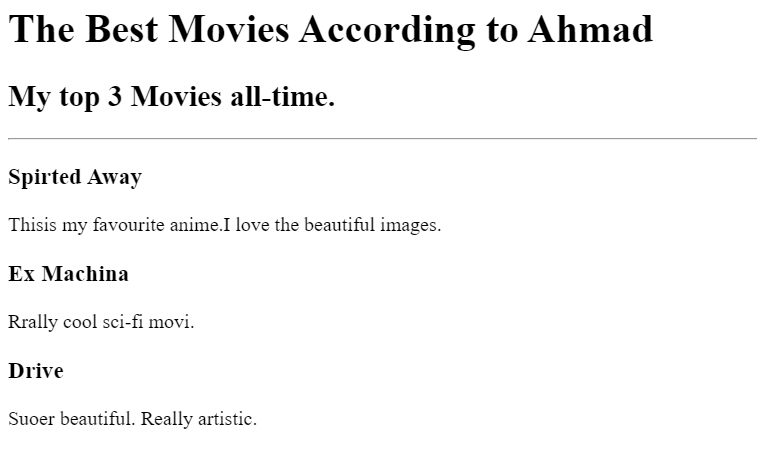 The Best Movies According to Ahmad
My top 3 Movies all-time.
Spirted Away
Thisis my favourite anime.I love the beautiful images.
Ex Machina
Rrally cool sci-fi movi.
Drive
Suoer beautiful. Really artistic.